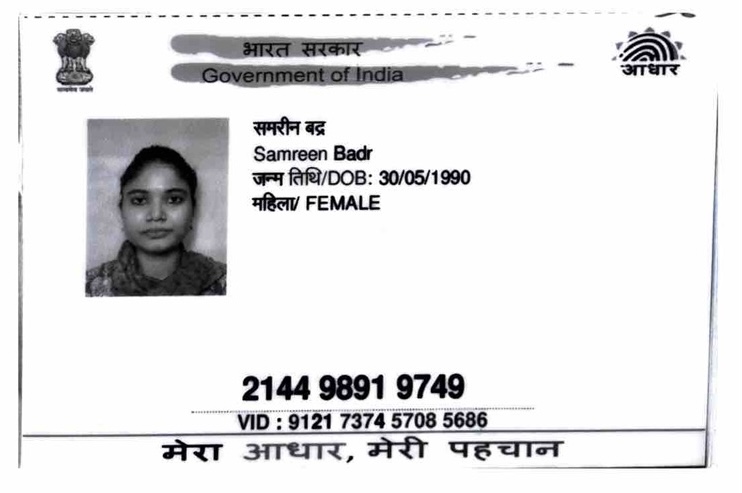 भारत सरकार
Government of India
सत्यमेव जयते
आधार
समरीन बद्र
Samreen Badr
जन्म तिथि/DOB: 30/05/1990
महिला/ FEMALE
2144 9891 9749
VID : 9121 7374 5708 5686
मेरा आधार, मेरी पहचान